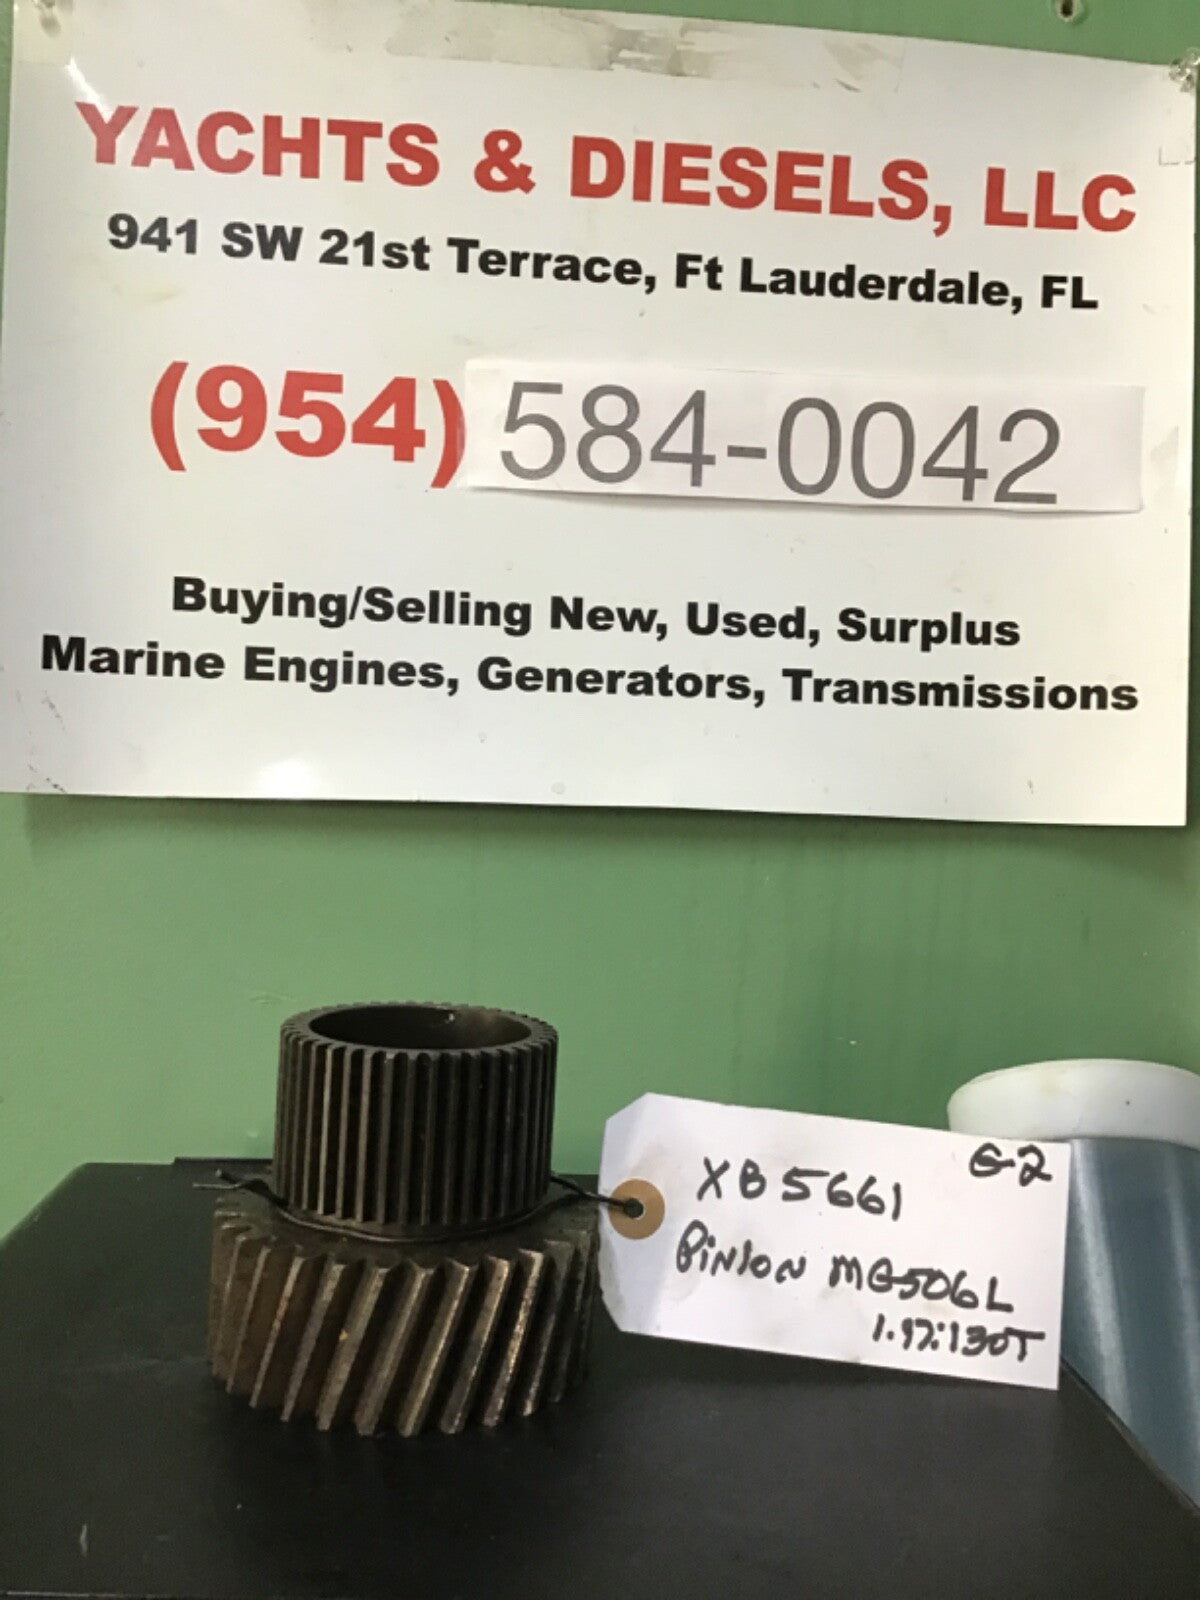 YACHTS & DIESELS, LLC
941 SW 21st Terrace, Ft Lauderdale, FL
(954) 584-0042
Buying/Selling New, Used, Surplus
Marine Engines, Generators, Transmissions
G-2
XB5661
PiNION MG506L
1.97:1 30T